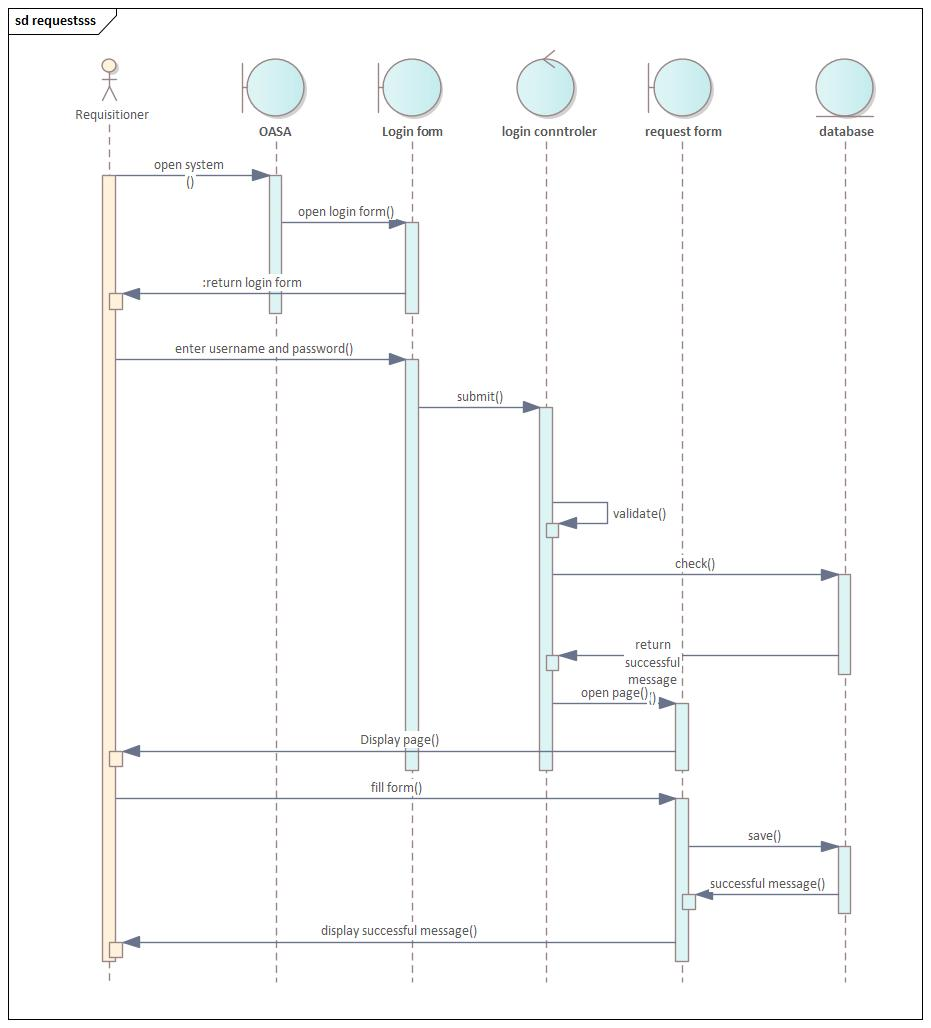 sd requestsss
Requisitioner
OASA
Login form
login conntroler
request form
database
open system
()
open login form()
:return login form
enter username and password()
submit()
validate()
check()
return
successful
message
()
open page()
Display page()
fill form()
save()
successful message()
display successful message()